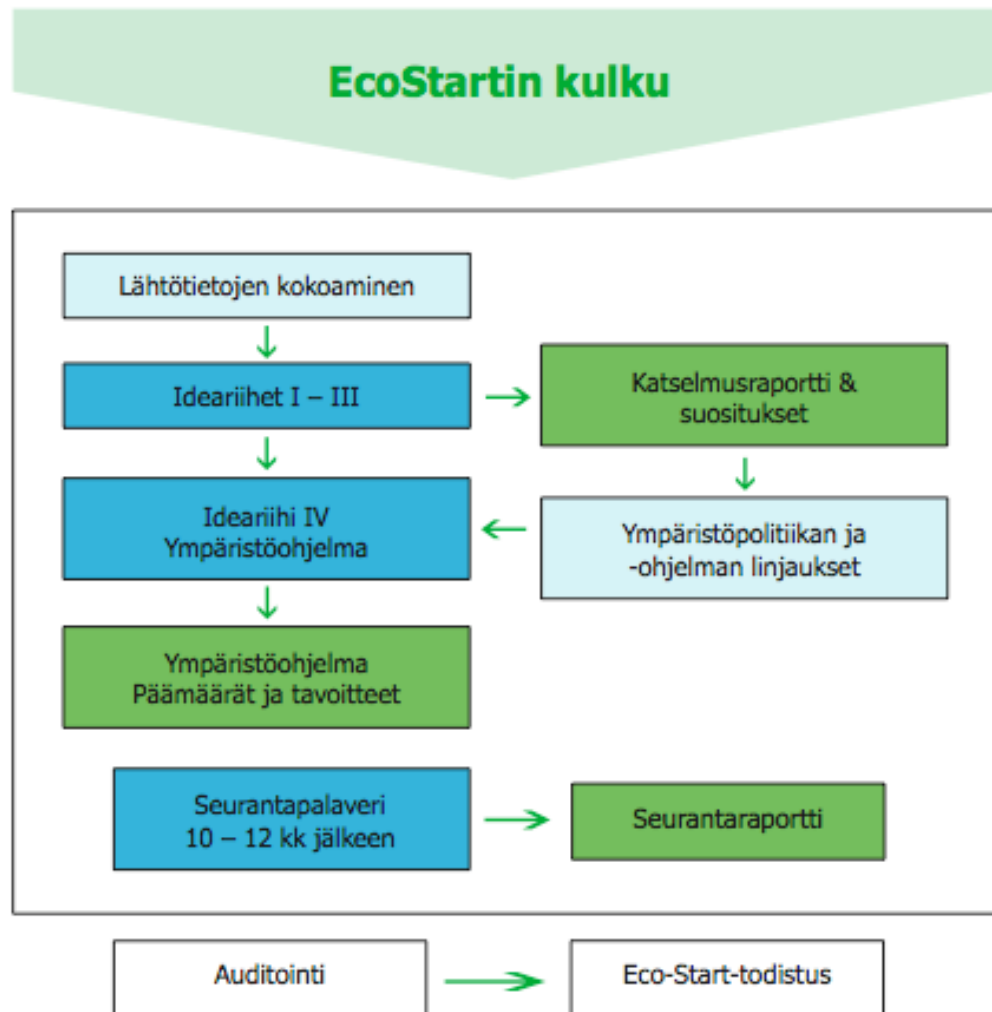 EcoStartin kulku
Lähtötietojen kokoaminen
Ideariihet I – III
Katselmusraportti &
suositukset
Ideariihi IV
Ympäristöohjelma
Ympäristöpolitiikan ja
-ohjelman linjaukset
Ympäristöohjelma
Päämäärät ja tavoitteet
Seurantapalaveri
10 – 12 kk jälkeen
Seurantaraportti
Auditointi
Eco-Start-todistus